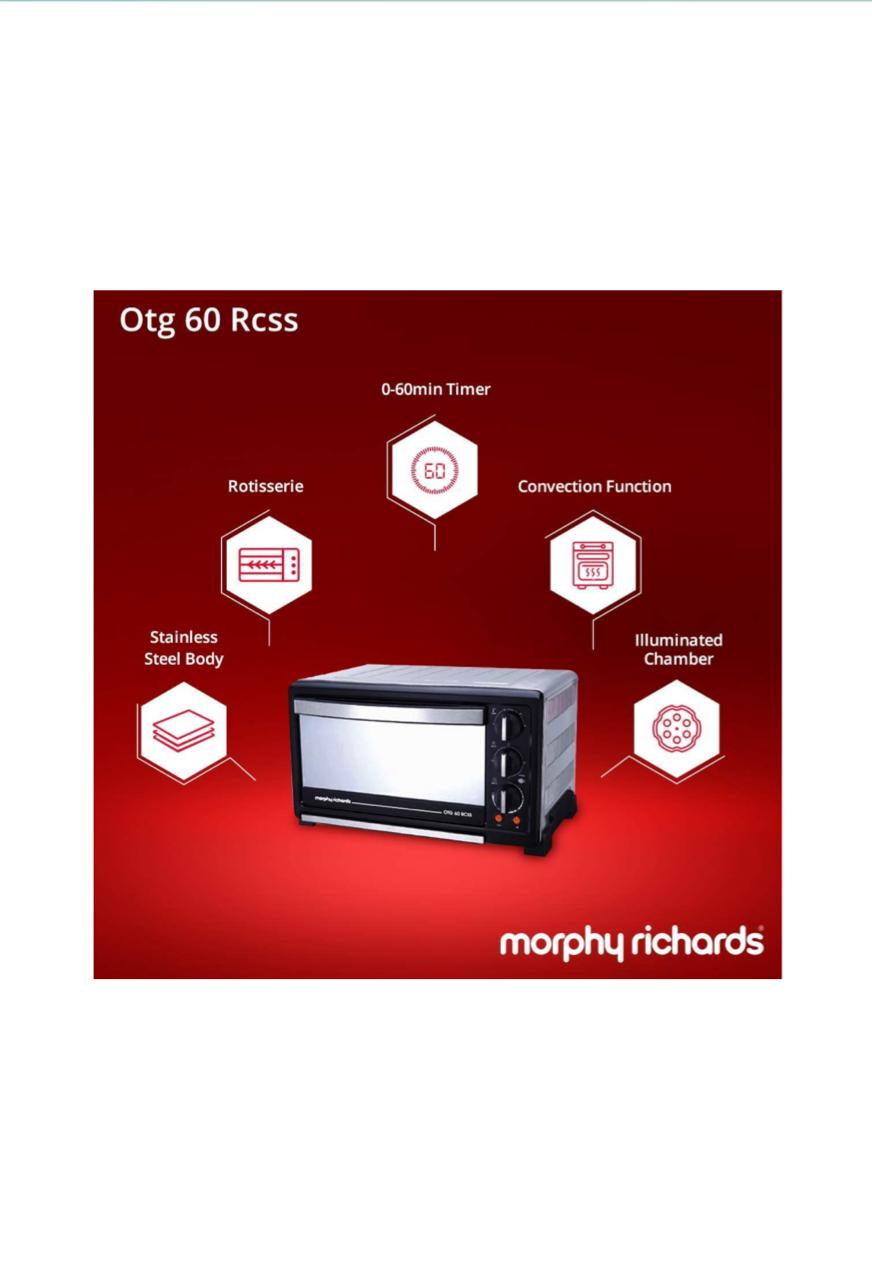 Otg 60 Rcss
0-60min Timer
60
Rotisserie
Convection Function
Stainless
Steel Body
Illuminated
Chamber
morphy richards
OTG 60 RCSS
morphy richards